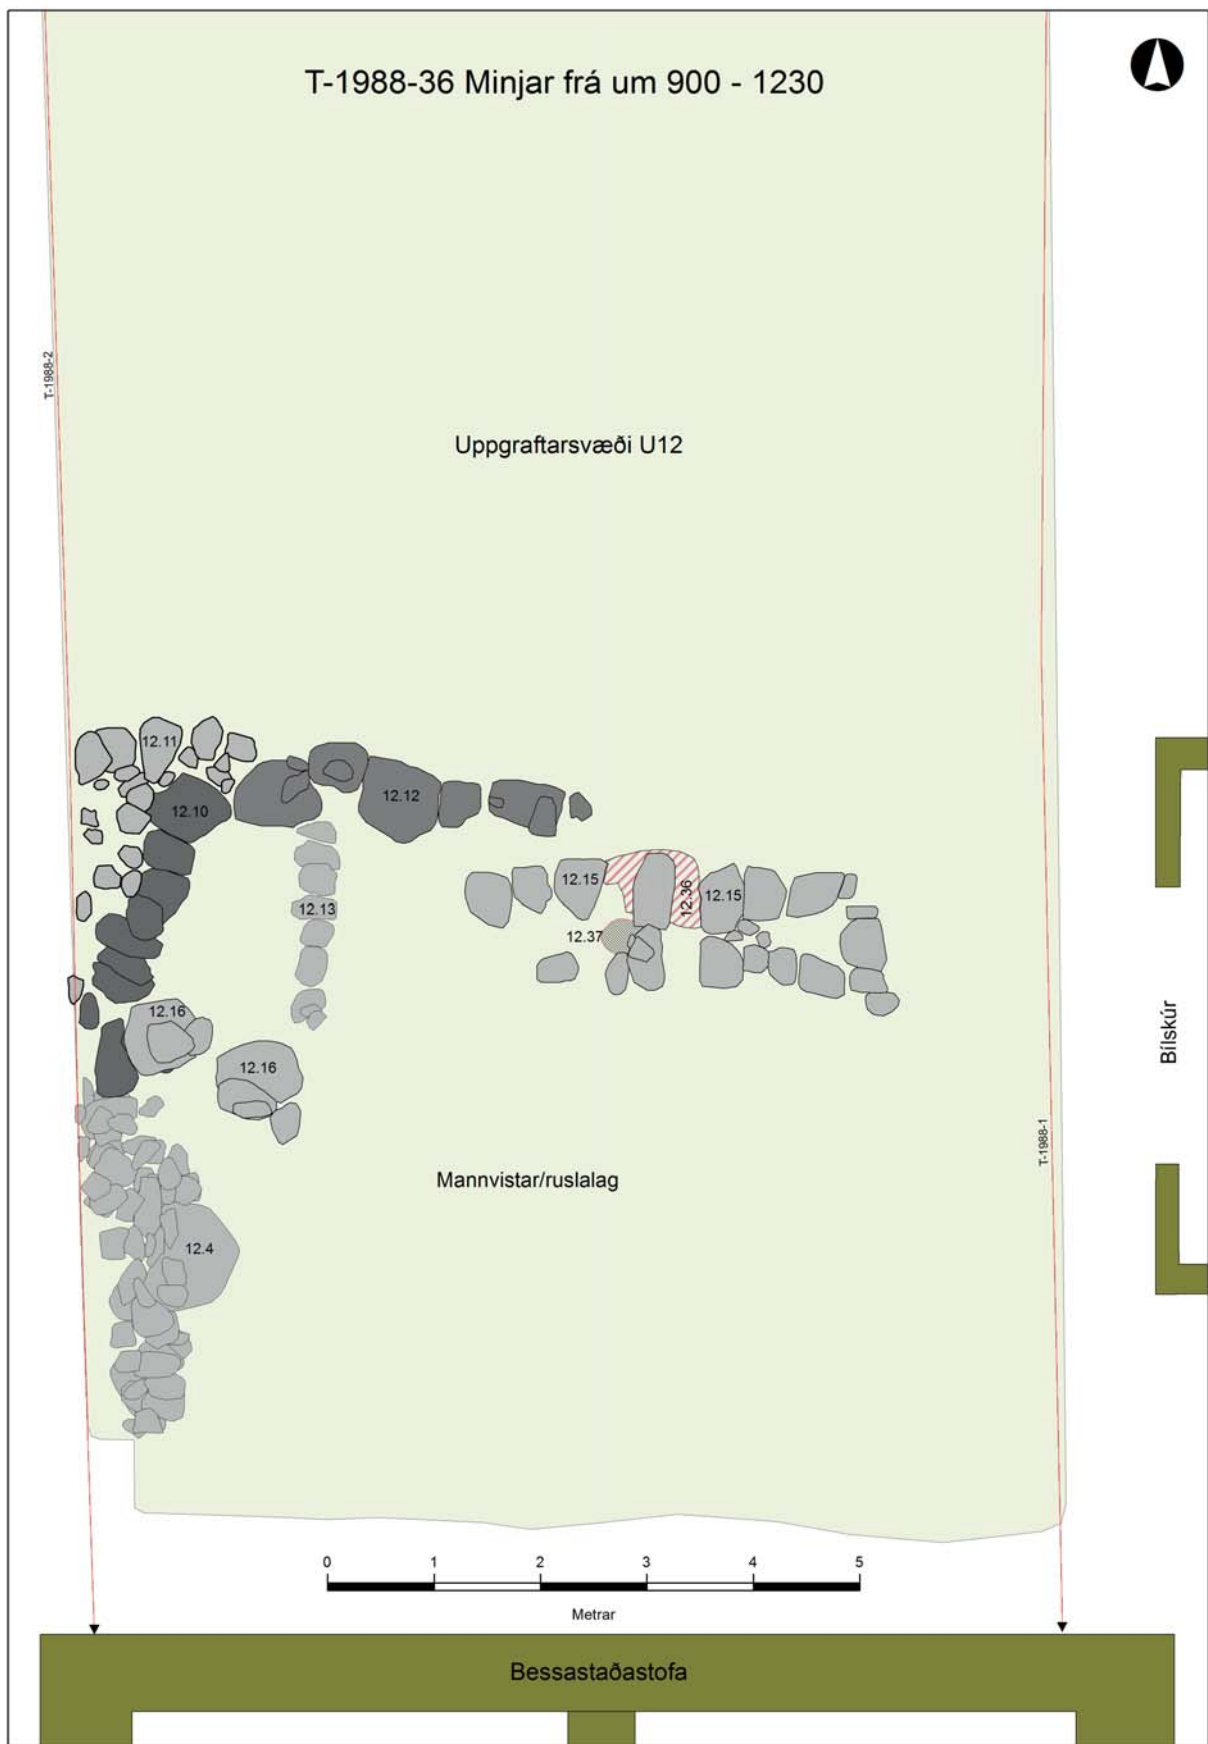 T-1988-36 Minjar frá um 900 - 1230
T-1988-2
Uppgraftarsvæði U12
12.11
12.10
12.12
12.15
12.36
12.15
12.13
12.37
12.16
12.16
Bílskúr
T-1988-1
Mannvistar/ruslalag
12.4
0 1 2 3 4 5
Metrar
Bessastaðastofa